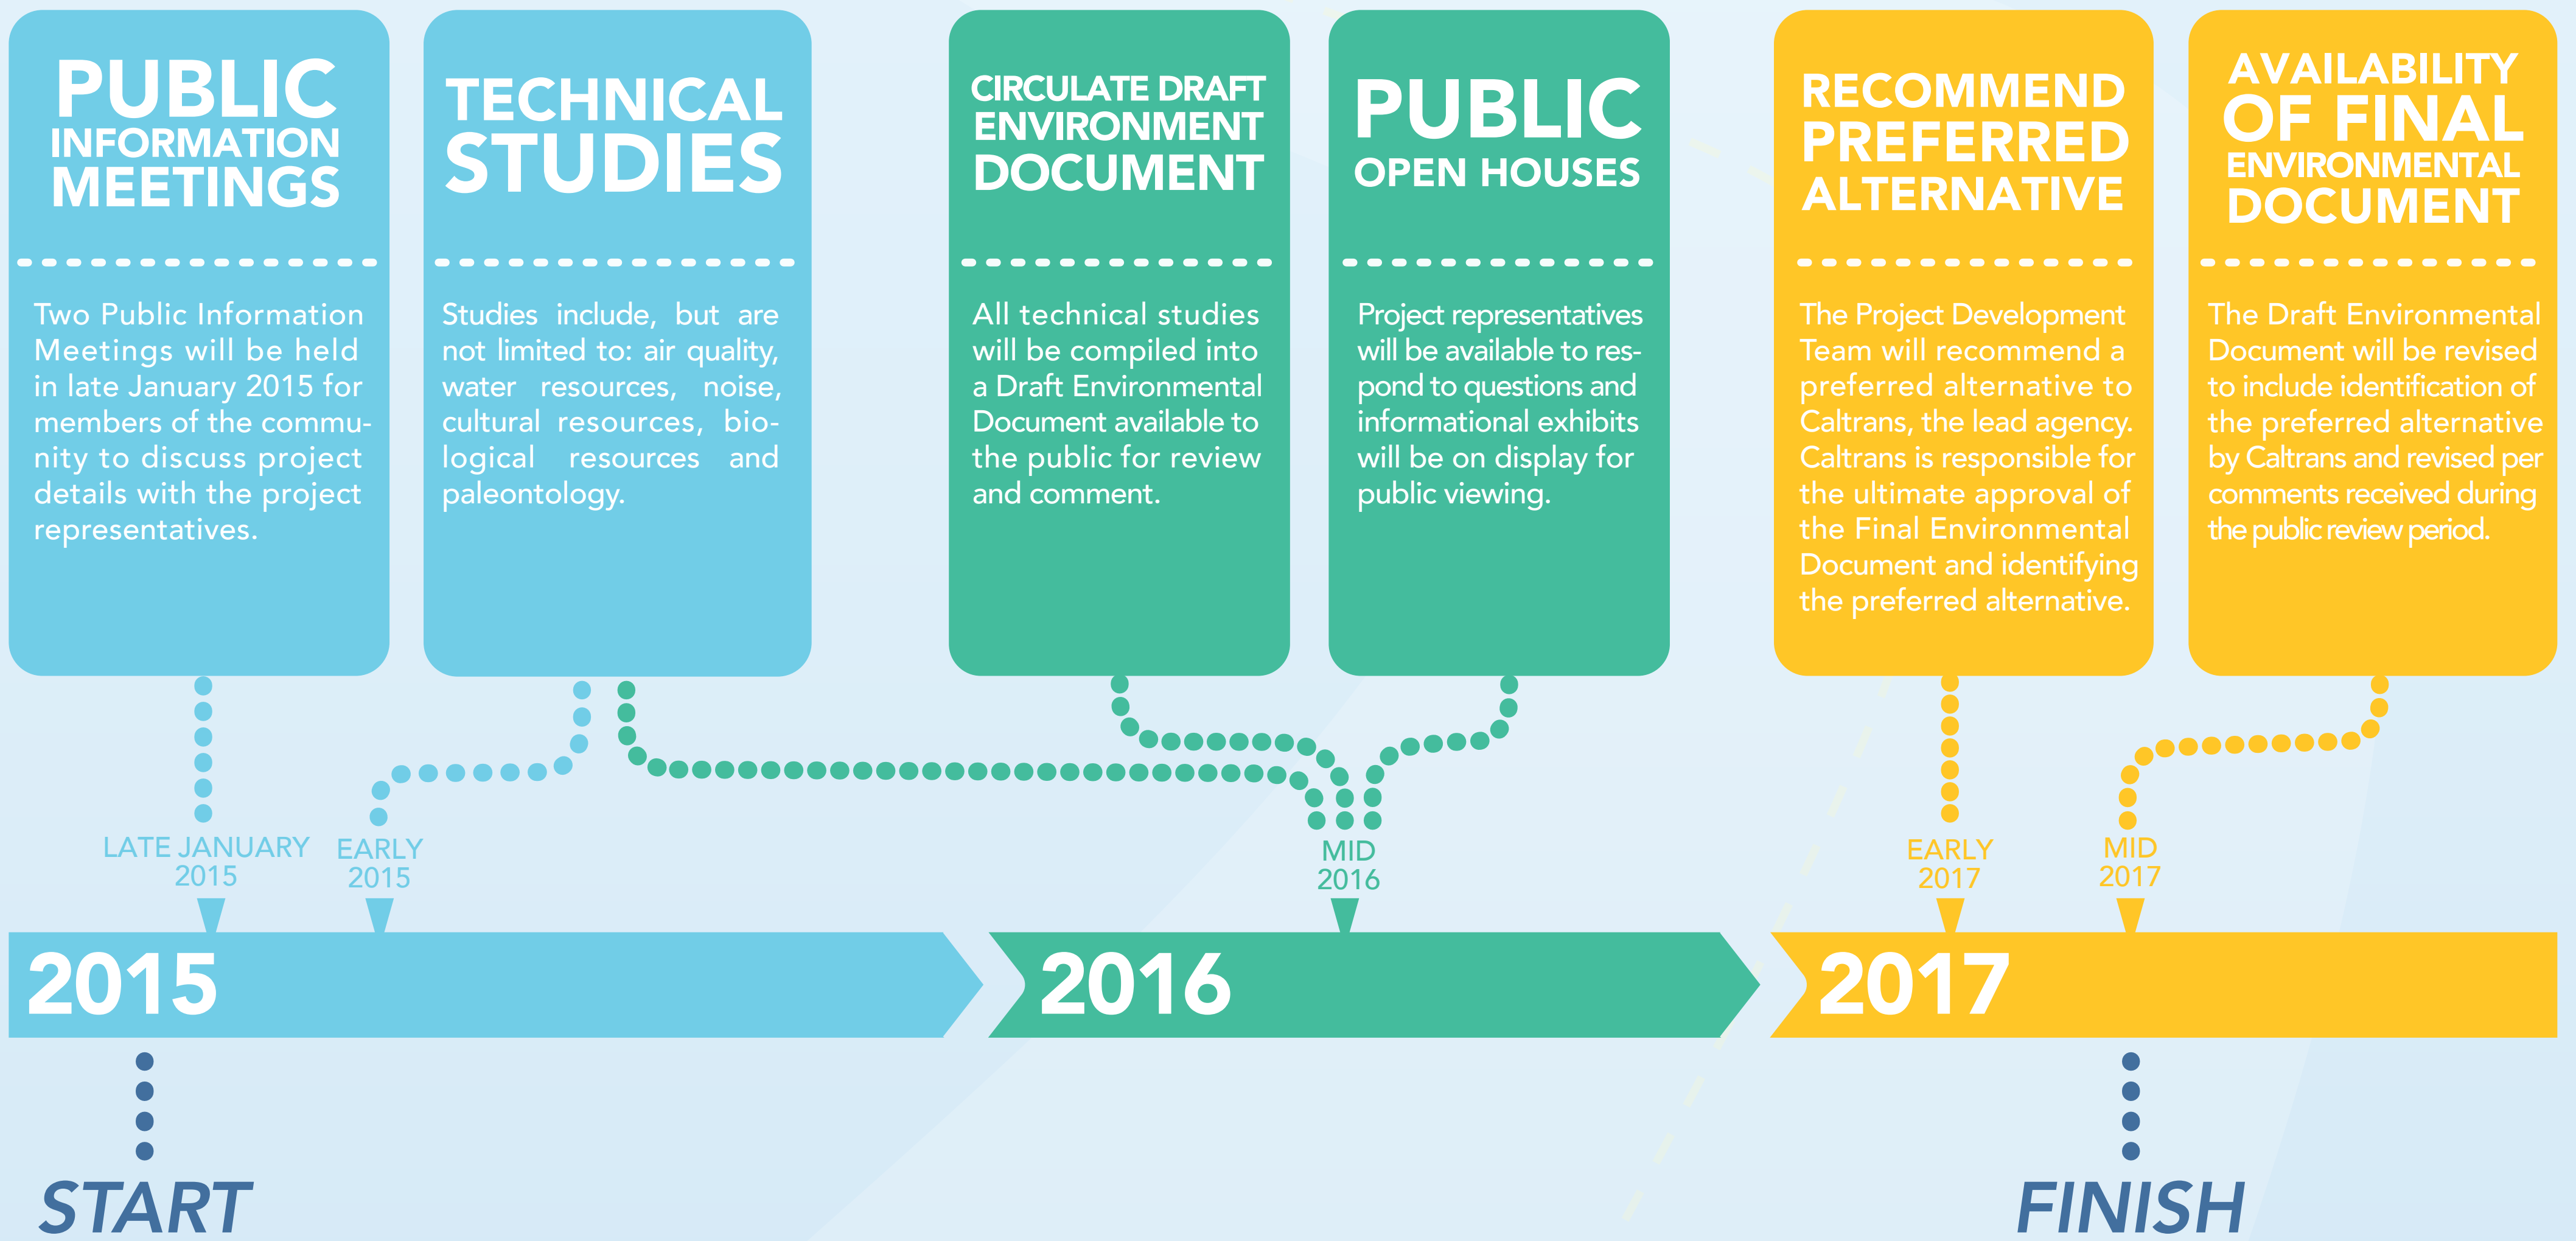 PUBLIC
INFORMATION
MEETINGS
Two Public Information
Meetings will be held
in late January 2015 for
members of the commu-
nity to discuss project
details with the project
representatives.
TECHNICAL
STUDIES
Studies include, but are
not limited to: air quality,
water resources, noise,
cultural resources, bio-
logical resources and
paleontology.
CIRCULATE DRAFT
ENVIRONMENT
DOCUMENT
All technical studies
will be compiled into
a Draft Environmental
Document available to
the public for review
and comment.
PUBLIC
OPEN HOUSES
Project representatives
will be available to res-
pond to questions and
informational exhibits
will be on display for
public viewing.
RECOMMEND
PREFERRED
ALTERNATIVE
The Project Development
Team will recommend a
preferred alternative to
Caltrans, the lead agency.
Caltrans is responsible for
the ultimate approval of
the Final Environmental
Document and identifying
the preferred alternative.
AVAILABILITY
OF FINAL
ENVIRONMENTAL
DOCUMENT
The Draft Environmental
Document will be revised
to include identification of
the preferred alternative
by Caltrans and revised per
comments received during
the public review period.
LATE JANUARY
2015
EARLY
2015
MID
2016
EARLY
2017
MID
2017
2015
2016
2017
START
FINISH